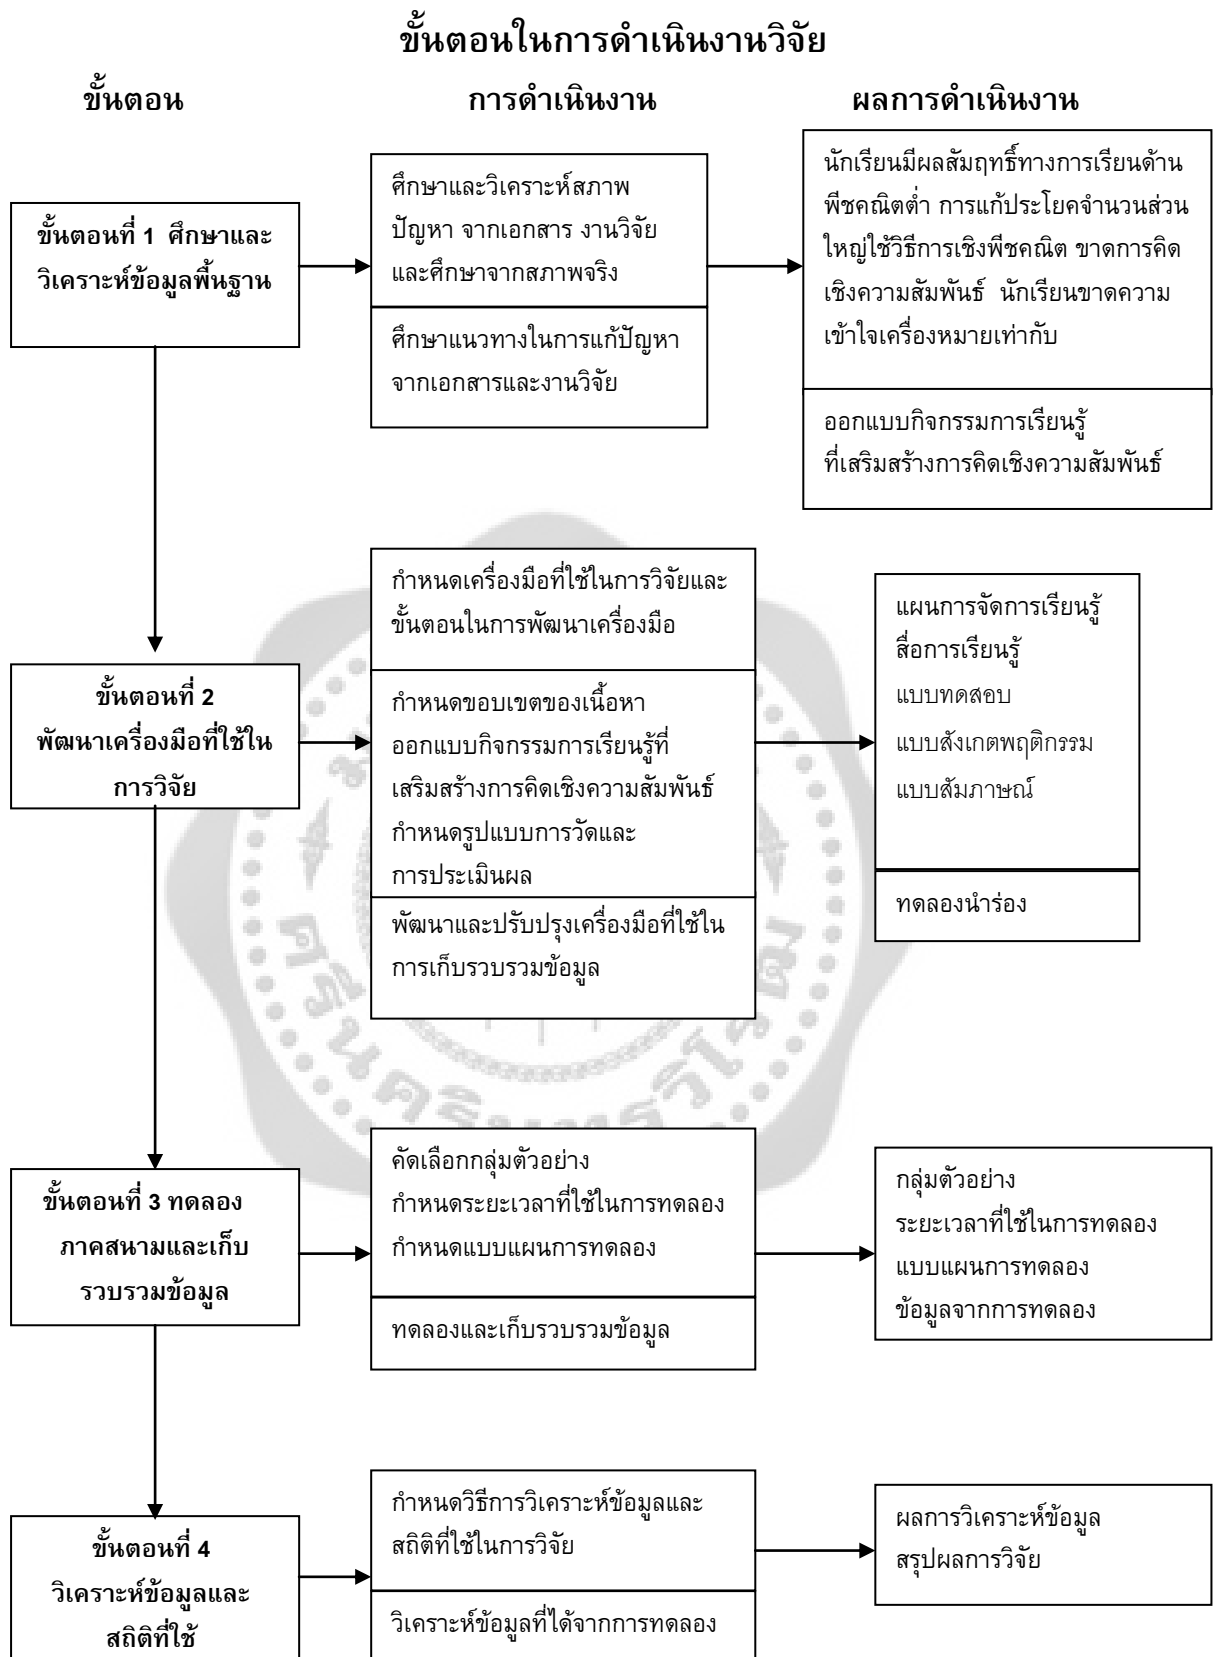 ขั้นตอนในการดำเนินงานวิจัย
ขั้นตอน
การดำเนินงาน
ผลการดำเนินงาน
ขั้นตอนที่ 1 ศึกษาและ
วิเคราะห์ข้อมูลพื้นฐาน
ศึกษาและวิเคราะห์สภาพ
ปัญหา จากเอกสาร งานวิจัย
และศึกษาจากสภาพจริง
ศึกษาแนวทางในการแก้ปัญหา
จากเอกสารและงานวิจัย
นักเรียนมีผลสัมฤทธิ์ทางการเรียนด้าน
พีชคณิตต่ำ การแก้ประโยคจำนวนส่วน
ใหญ่ใช้วิธีการเชิงพีชคณิต ขาดการคิด
เชิงความสัมพันธ์ นักเรียนขาดความ
เข้าใจเครื่องหมายเท่ากับ
ออกแบบกิจกรรมการเรียนรู้
ที่เสริมสร้างการคิดเชิงความสัมพันธ์
ขั้นตอนที่ 2
พัฒนาเครื่องมือที่ใช้ใน
การวิจัย
กำหนดเครื่องมือที่ใช้ในการวิจัยและ
ขั้นตอนในการพัฒนาเครื่องมือ
กำหนดขอบเขตของเนื้อหา
ออกแบบกิจกรรมการเรียนรู้ที่
เสริมสร้างการคิดเชิงความสัมพันธ์
กำหนดรูปแบบการวัดและ
การประเมินผล
พัฒนาและปรับปรุงเครื่องมือที่ใช้ใน
การเก็บรวบรวมข้อมูล
แผนการจัดการเรียนรู้
สื่อการเรียนรู้
แบบทดสอบ
แบบสังเกตพฤติกรรม
แบบสัมภาษณ์
ทดลองนำร่อง
ขั้นตอนที่ 3 ทดลอง
ภาคสนามและเก็บ
รวบรวมข้อมูล
คัดเลือกกลุ่มตัวอย่าง
กำหนดระยะเวลาที่ใช้ในการทดลอง
กำหนดแบบแผนการทดลอง
ทดลองและเก็บรวบรวมข้อมูล
กลุ่มตัวอย่าง
ระยะเวลาที่ใช้ในการทดลอง
แบบแผนการทดลอง
ข้อมูลจากการทดลอง
ขั้นตอนที่ 4
วิเคราะห์ข้อมูลและ
สถิติที่ใช้
กำหนดวิธีการวิเคราะห์ข้อมูลและ
สถิติที่ใช้ในการวิจัย
วิเคราะห์ข้อมูลที่ได้จากการทดลอง
ผลการวิเคราะห์ข้อมูล
สรุปผลการวิจัย